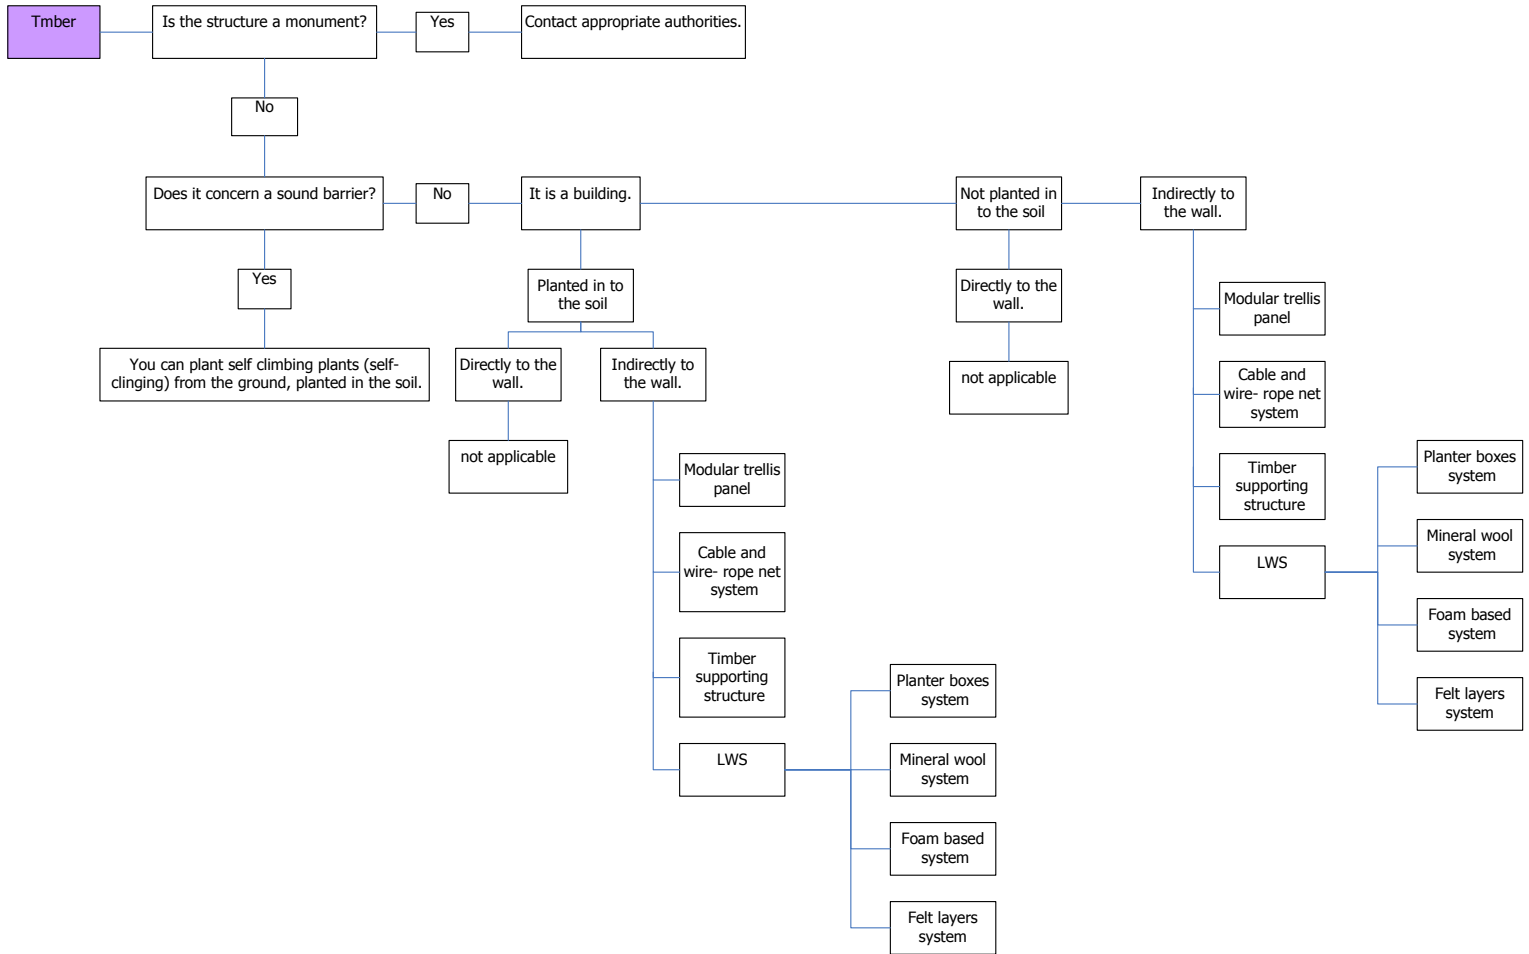 Tmber
Is the structure a monument?
Yes
Contact appropriate authorities.
No
Does it concern a sound barrier?
No
It is a building.
Not planted in
to the soil
Indirectly to
the wall.
Yes
You can plant self climbing plants (self-
clinging) from the ground, planted in the soil.
Planted in to
the soil
Directly to the
wall.
not applicable
Indirectly to
the wall.
Modular trellis
panel
Cable and
wire- rope net
system
Timber
supporting
structure
LWS
Planter boxes
system
Mineral wool
system
Foam based
system
Felt layers
system
Directly to the
wall.
not applicable
Modular trellis
panel
Cable and
wire- rope net
system
Timber
supporting
structure
LWS
Planter boxes
system
Mineral wool
system
Foam based
system
Felt layers
system